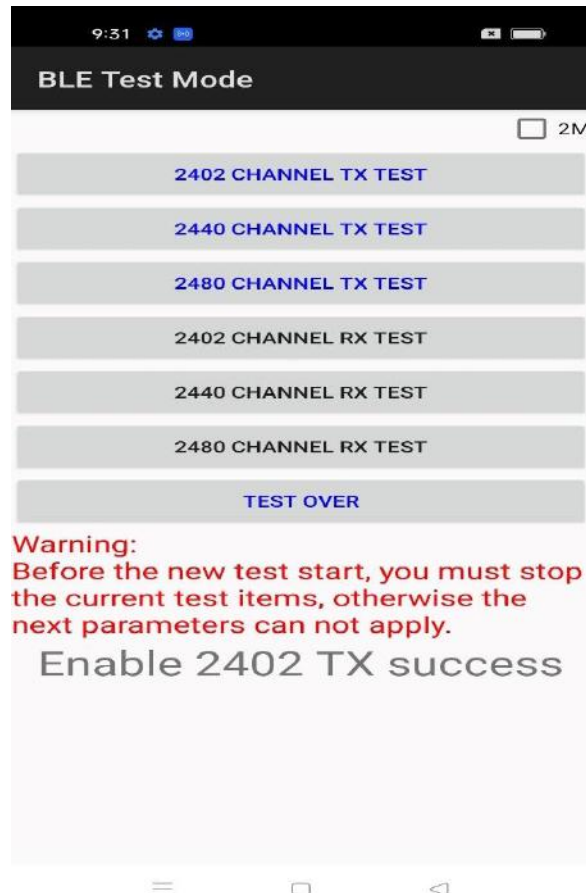 9:31
BLE Test Mode
2M
2402 CHANNEL TX TEST
2440 CHANNEL TX TEST
2480 CHANNEL TX TEST
2402 CHANNEL RX TEST
2440 CHANNEL RX TEST
2480 CHANNEL RX TEST
TEST OVER
Warning:
Before the new test start, you must stop
the current test items, otherwise the
next parameters can not apply.
Enable 2402 TX success